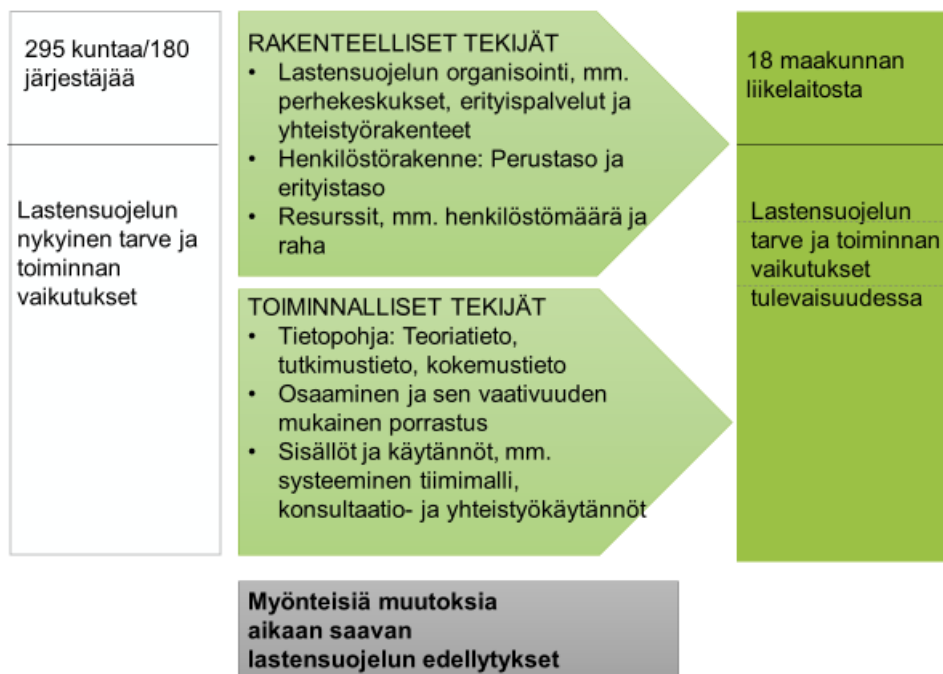 295 kuntaa/180
järjestäjää
Lastensuojelun
nykyinen tarve ja
toiminnan
vaikutukset
RAKENTEELLISET TEKIJÄT
• Lastensuojelun organisointi, mm.
perhekeskukset, erityispalvelut ja
yhteistyörakenteet
• Henkilöstörakenne: Perustaso ja
erityistaso
• Resurssit, mm. henkilöstömäärä ja
raha
TOIMINNALLISET TEKIJÄT
• Tietopohja: Teoriatieto,
tutkimustieto, kokemustieto
• Osaaminen ja sen vaativuuden
mukainen porrastus
• Sisällöt ja käytännöt, mm.
systeeminen tiimimalli,
konsultaatio- ja yhteistyökäytännöt
18 maakunnan
liikelaitosta
Lastensuojelun
tarve ja toiminnan
vaikutukset
tulevaisuudessa
Myönteisiä muutoksia
aikaan saavan
lastensuojelun edellytykset